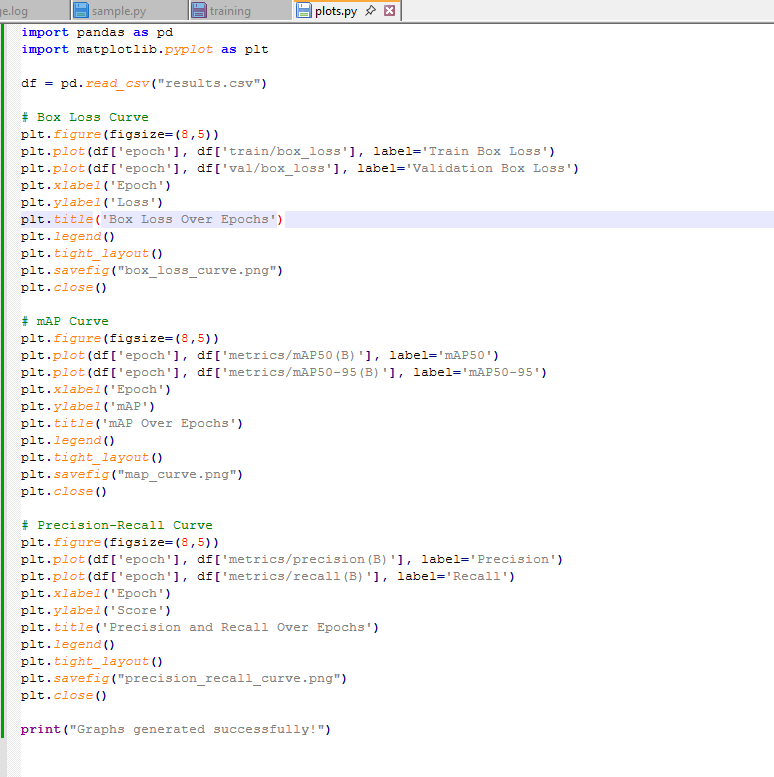 ge.log sample.py training plots.py
import pandas as pd
import matplotlib.pyplot as plt
df = pd.read_csv("results.csv")
# Box Loss Curve
plt.figure(figsize=(8,5))
plt.plot(df['epoch'], df['train/box_loss'], label='Train Box Loss')
plt.plot(df['epoch'], df['val/box_loss'], label='Validation Box Loss')
plt.xlabel('Epoch')
plt.ylabel('Loss')
plt.title('Box Loss Over Epochs')
plt.legend()
plt.tight_layout()
plt.savefig("box_loss_curve.png")
plt.close()
# mAP Curve
plt.figure(figsize=(8,5))
plt.plot(df['epoch'], df['metrics/mAP50(B)'], label='mAP50')
plt.plot(df['epoch'], df['metrics/mAP50-95(B)'], label='mAP50-95')
plt.xlabel('Epoch')
plt.ylabel('mAP')
plt.title('mAP Over Epochs')
plt.legend()
plt.tight_layout()
plt.savefig("map_curve.png")
plt.close()
# Precision-Recall Curve
plt.figure(figsize=(8,5))
plt.plot(df['epoch'], df['metrics/precision(B)'], label='Precision')
plt.plot(df['epoch'], df['metrics/recall(B)'], label='Recall')
plt.xlabel('Epoch')
plt.ylabel('Score')
plt.title('Precision and Recall Over Epochs')
plt.legend()
plt.tight_layout()
plt.savefig("precision_recall_curve.png")
plt.close()
print("Graphs generated successfully!")